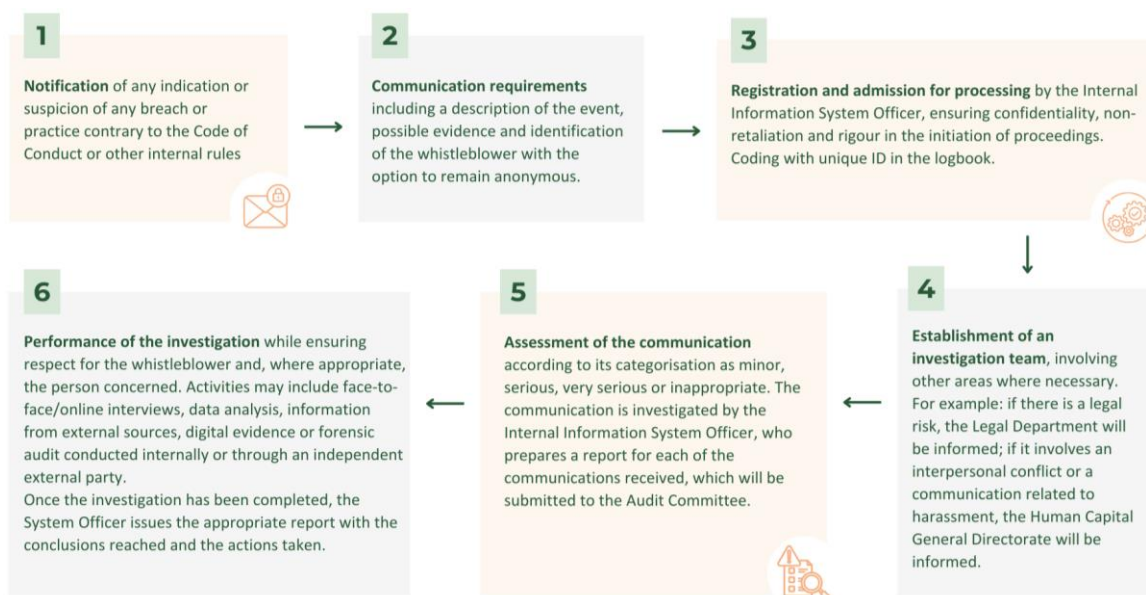 1
Notification of any indication or
suspicion of any breach or
practice contrary to the Code of
Conduct or other internal rules
2
Communication requirements
including a description of the event,
possible evidence and identification
of the whistleblower with the
option to remain anonymous.
3
Registration and admission for processing by the Internal
Information System Officer, ensuring confidentiality, non-
retaliation and rigour in the initiation of proceedings.
Coding with unique ID in the logbook.
4
Establishment of an
investigation team, involving
other areas where necessary.
For example: if there is a legal
risk, the Legal Department will
be informed; if it involves an
interpersonal conflict or a
communication related to
harassment, the Human Capital
General Directorate will be
informed.
5
Assessment of the communication
according to its categorisation as minor,
serious, very serious or inappropriate. The
communication is investigated by the
Internal Information System Officer, who
prepares a report for each of the
communications received, which will be
submitted to the Audit Committee.
6
Performance of the investigation while ensuring
respect for the whistleblower and, where appropriate,
the person concerned. Activities may include face-to-
face/online interviews, data analysis, information
from external sources, digital evidence or forensic
audit conducted internally or through an independent
external party.
Once the investigation has been completed, the
System Officer issues the appropriate report with the
conclusions reached and the actions taken.